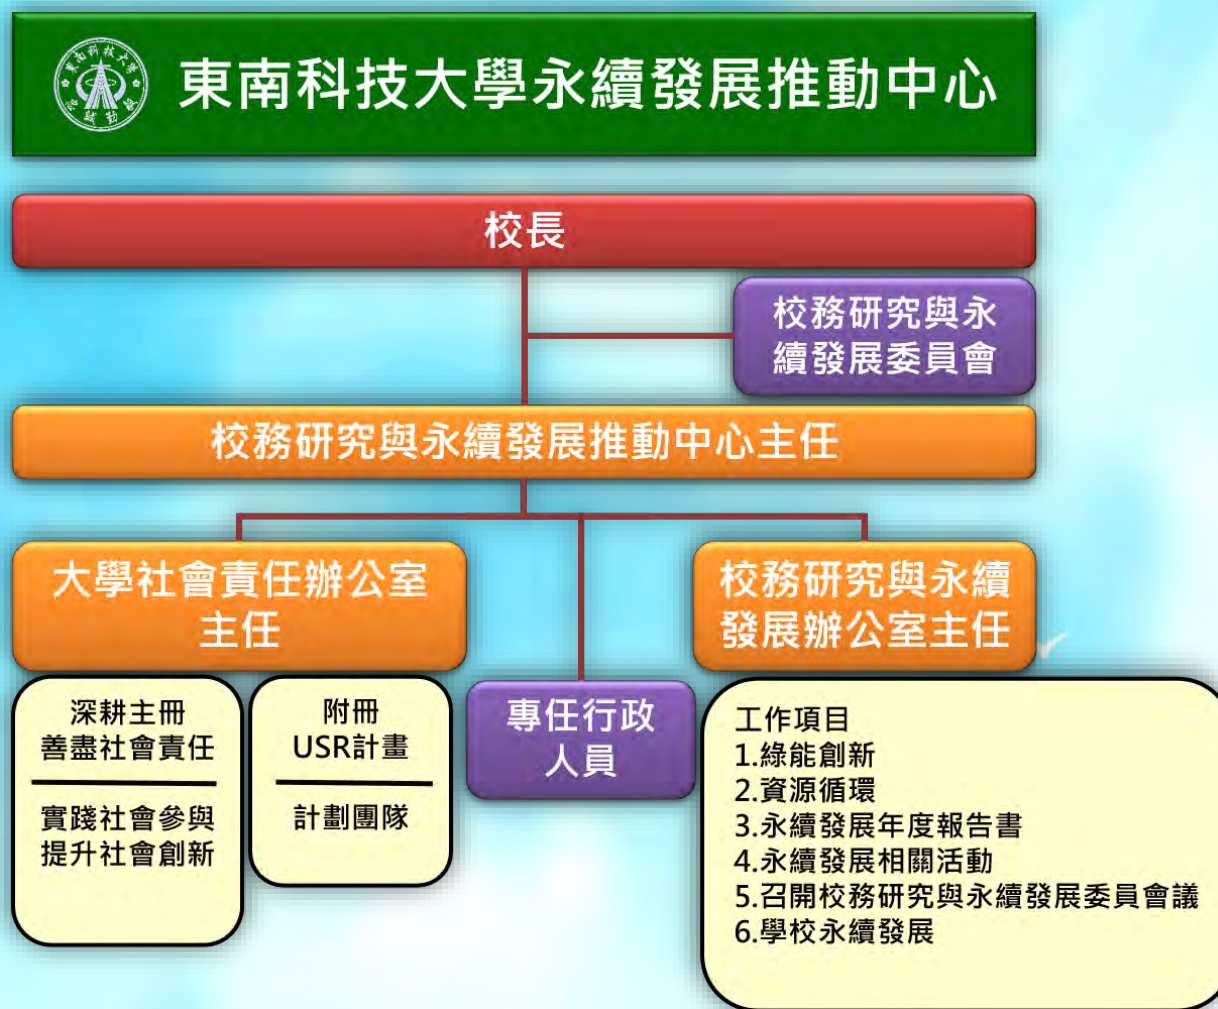 東南科技大學永續發展推動中心
東南科技大學
校長
校務研究與永
續發展委員會
校務研究與永續發展推動中心主任
大學社會責任辦公室
主任
校務研究與永續
發展辦公室主任
深耕主冊
善盡社會責任
實踐社會參與
提升社會創新
附冊
USR計畫
計劃團隊
專任行政
人員
工作項目
1.綠能創新
2.資源循環
3.永續發展年度報告書
4.永續發展相關活動
5.召開校務研究與永續發展委員會議
6.學校永續發展